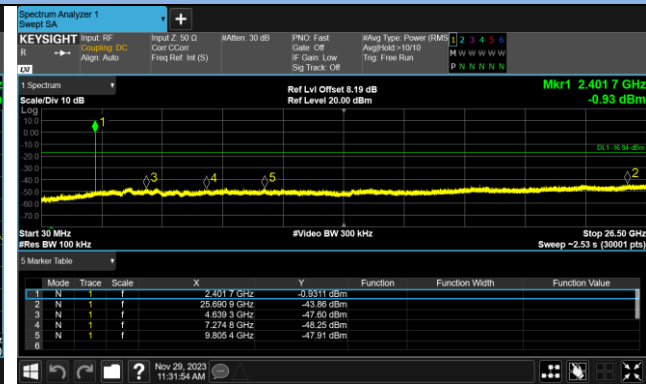 Spectrum Analyzer 1
Swept SA
+
KEYSIGHT Input: RF Input Z: 50 Ω #Atten: 30 dB PNO: Fast #Avg Type: Power (RMS 1 2 3 4 5 6
R Coupling: DC Corr CCorr Gate: Off Avg|Hold >10/10 M W W W W W
Align: Auto Freq Ref: Int (S) IF Gain: Low Trig: Free Run
Sig Track: Off P N N N N N
LXI
1 Spectrum Ref Lvl Offset 8.19 dB Mkr1 2.401 7 GHz
Scale/Div 10 dB Ref Level 20.00 dBm -0.93 dBm
Log
10.0
0.00
-10.0
-20.0
-30.0
-40.0
-50.0
-60.0
-70.0
1
DL1 -16.94 dBm
3 4 5 2
Start 30 MHz #Video BW 300 kHz Stop 26.50 GHz
#Res BW 100 kHz Sweep ~2.53 s (30001 pts)
5 Marker Table
Mode Trace Scale X Y Function Function Width Function Value
1 N 1 f 2.401 7 GHz -0.9311 dBm
2 N 1 f 25.690 9 GHz -43.86 dBm
3 N 1 f 4.639 3 GHz -47.60 dBm
4 N 1 f 7.274 8 GHz -48.25 dBm
5 N 1 f 9.805 4 GHz -47.91 dBm
6
? Nov 29, 2023
11:31:54 AM